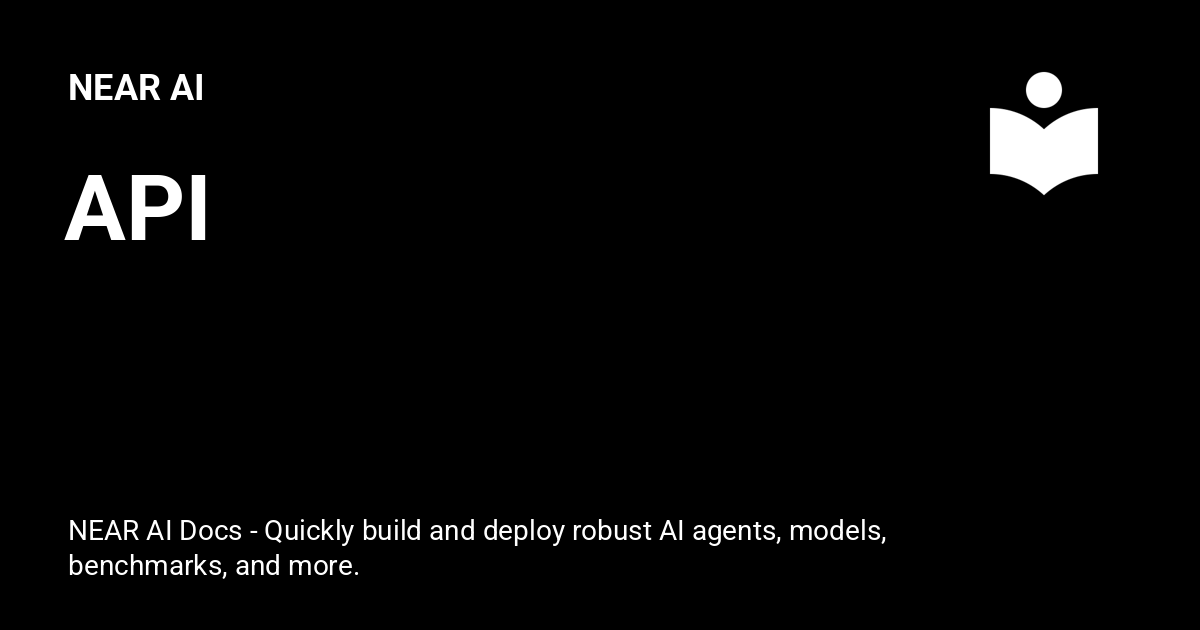 NEAR AI
API
NEAR AI Docs - Quickly build and deploy robust AI agents, models,
benchmarks, and more.